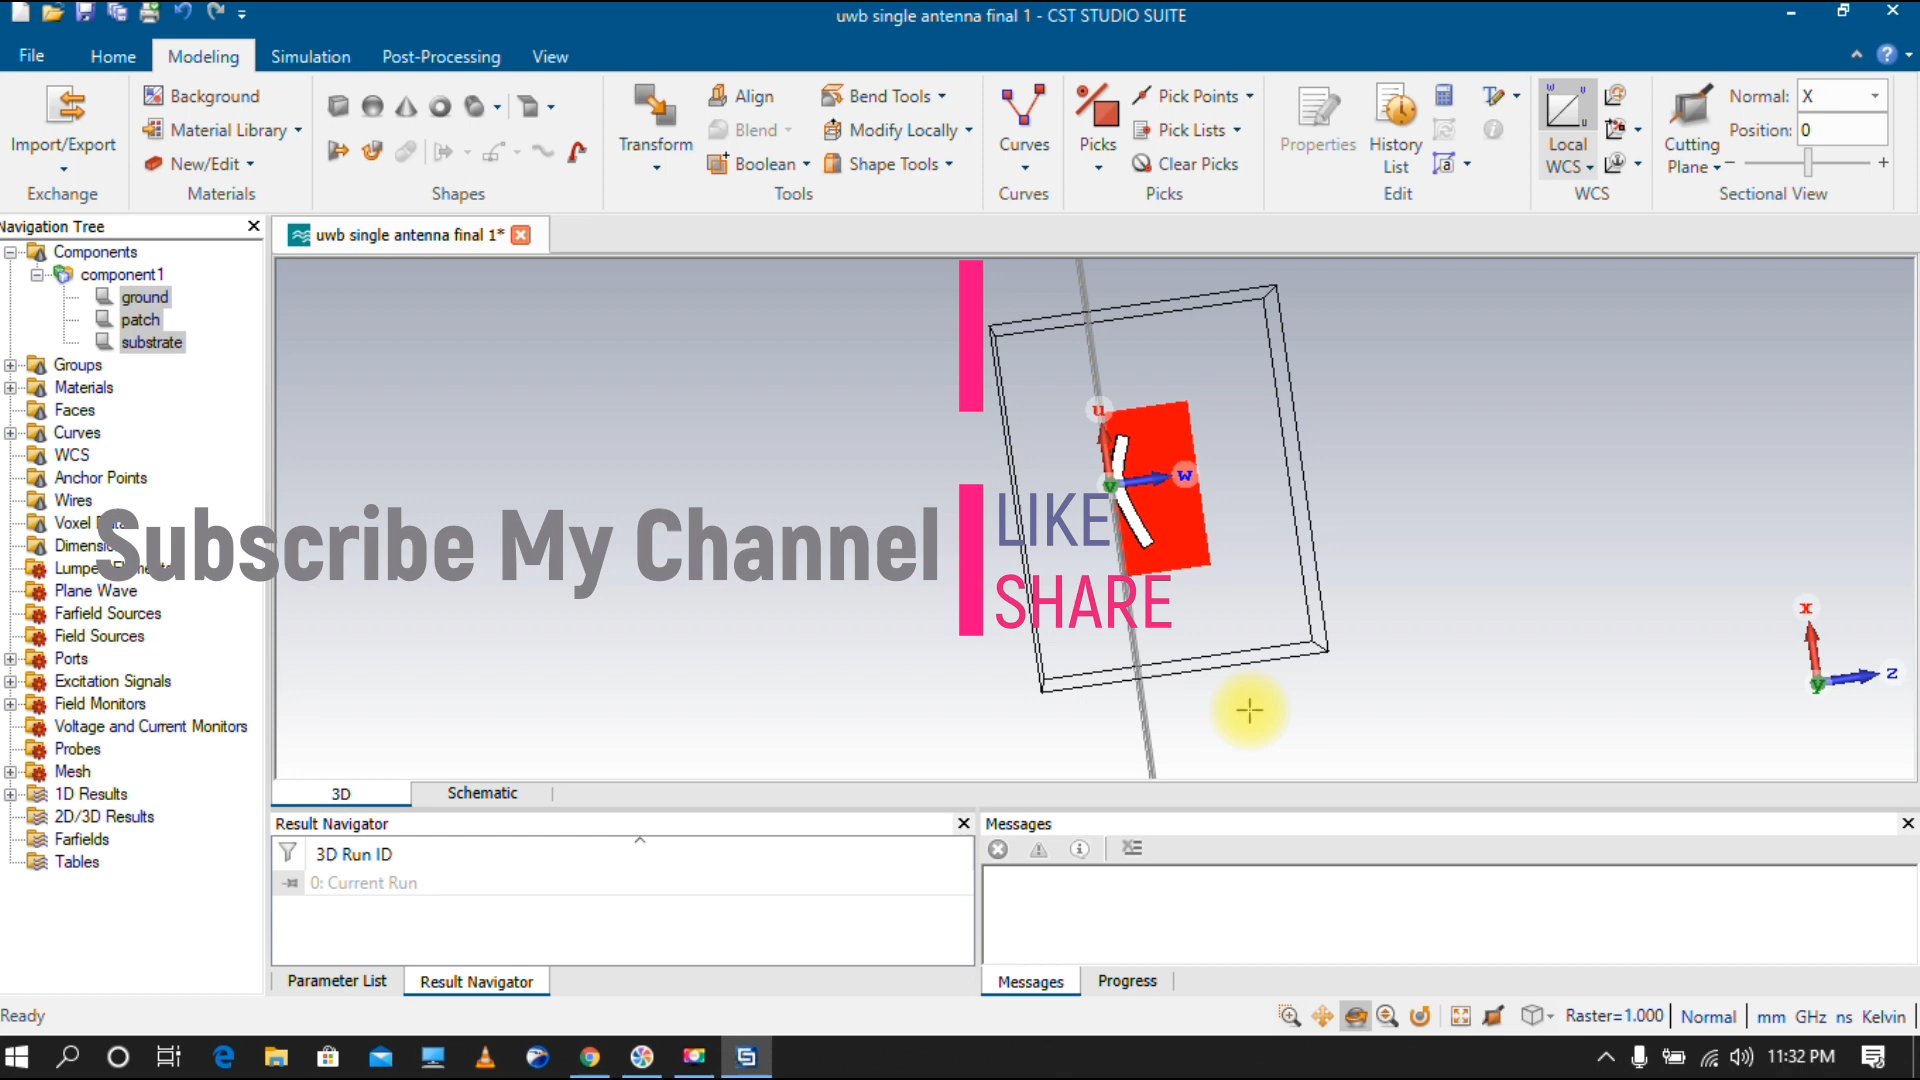 uwb single antenna final 1 - CST STUDIO SUITE
File Home Modeling Simulation Post-Processing View
Import/Export
Exchange
Background
Material Library
New/Edit
Materials
Shapes
Transform
Align
Blend
Boolean
Bend Tools
Modify Locally
Shape Tools
Tools
Curves
Curves
Picks
Pick Points
Pick Lists
Clear Picks
Picks
Properties
History
List
Edit
Local
WCS
WCS
Cutting
Plane
Normal: X
Position: 0
Sectional View
Navigation Tree
Components
component1
ground
patch
substrate
Groups
Materials
Faces
Curves
WCS
Anchor Points
Wires
Voxel
Plane Wave
Farfield Sources
Field Sources
Ports
Excitation Signals
Field Monitors
Voltage and Current Monitors
Probes
Mesh
1D Results
2D/3D Results
Farfields
Tables
uwb single antenna final 1*
u
w
v
x
z
y
Subscribe My Channel
LIKE
SHARE
3D Schematic
Result Navigator
3D Run ID
0: Current Run
Parameter List Result Navigator
Messages
Messages Progress
Ready
Raster=1.000 Normal mm GHz ns Kelvin
11:32 PM